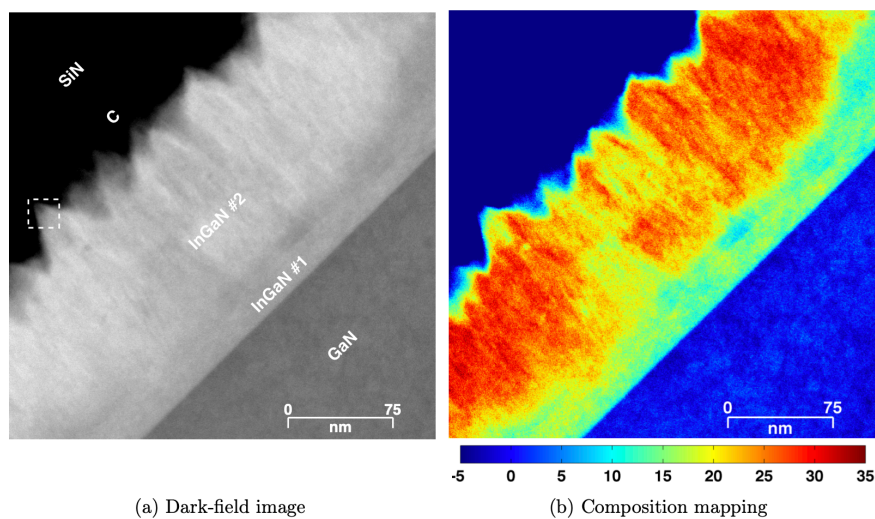 SiN
C
InGaN #2
InGaN #1
GaN
0 75
nm
0 75
nm
-5 0 5 10 15 20 25 30 35
(a) Dark-field image
(b) Composition mapping